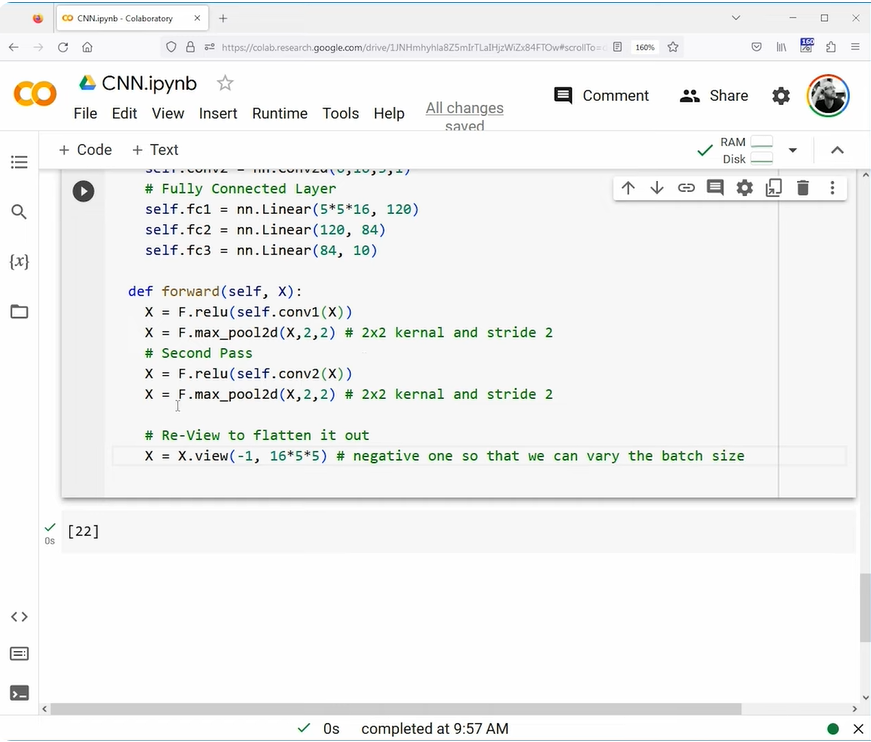 CNN.ipynb - Colaboratory
https://colab.research.google.com/drive/1JNHmhyhla8Z5mIrTLaIHjzWiZx84FTOw#scrollTo=
160%
160
CNN.ipynb
File Edit View Insert Runtime Tools Help
All changes
saved
Comment
Share
+ Code + Text
RAM
Disk
self.conv2 = nn.Conv2d(6,16,3,1)
# Fully Connected Layer
self.fc1 = nn.Linear(5*5*16, 120)
self.fc2 = nn.Linear(120, 84)
self.fc3 = nn.Linear(84, 10)
def forward(self, X):
X = F.relu(self.conv1(X))
X = F.max_pool2d(X,2,2) # 2x2 kernal and stride 2
# Second Pass
X = F.relu(self.conv2(X))
X = F.max_pool2d(X,2,2) # 2x2 kernal and stride 2
# Re-View to flatten it out
X = X.view(-1, 16*5*5) # negative one so that we can vary the batch size
[22]
0s
0s completed at 9:57 AM